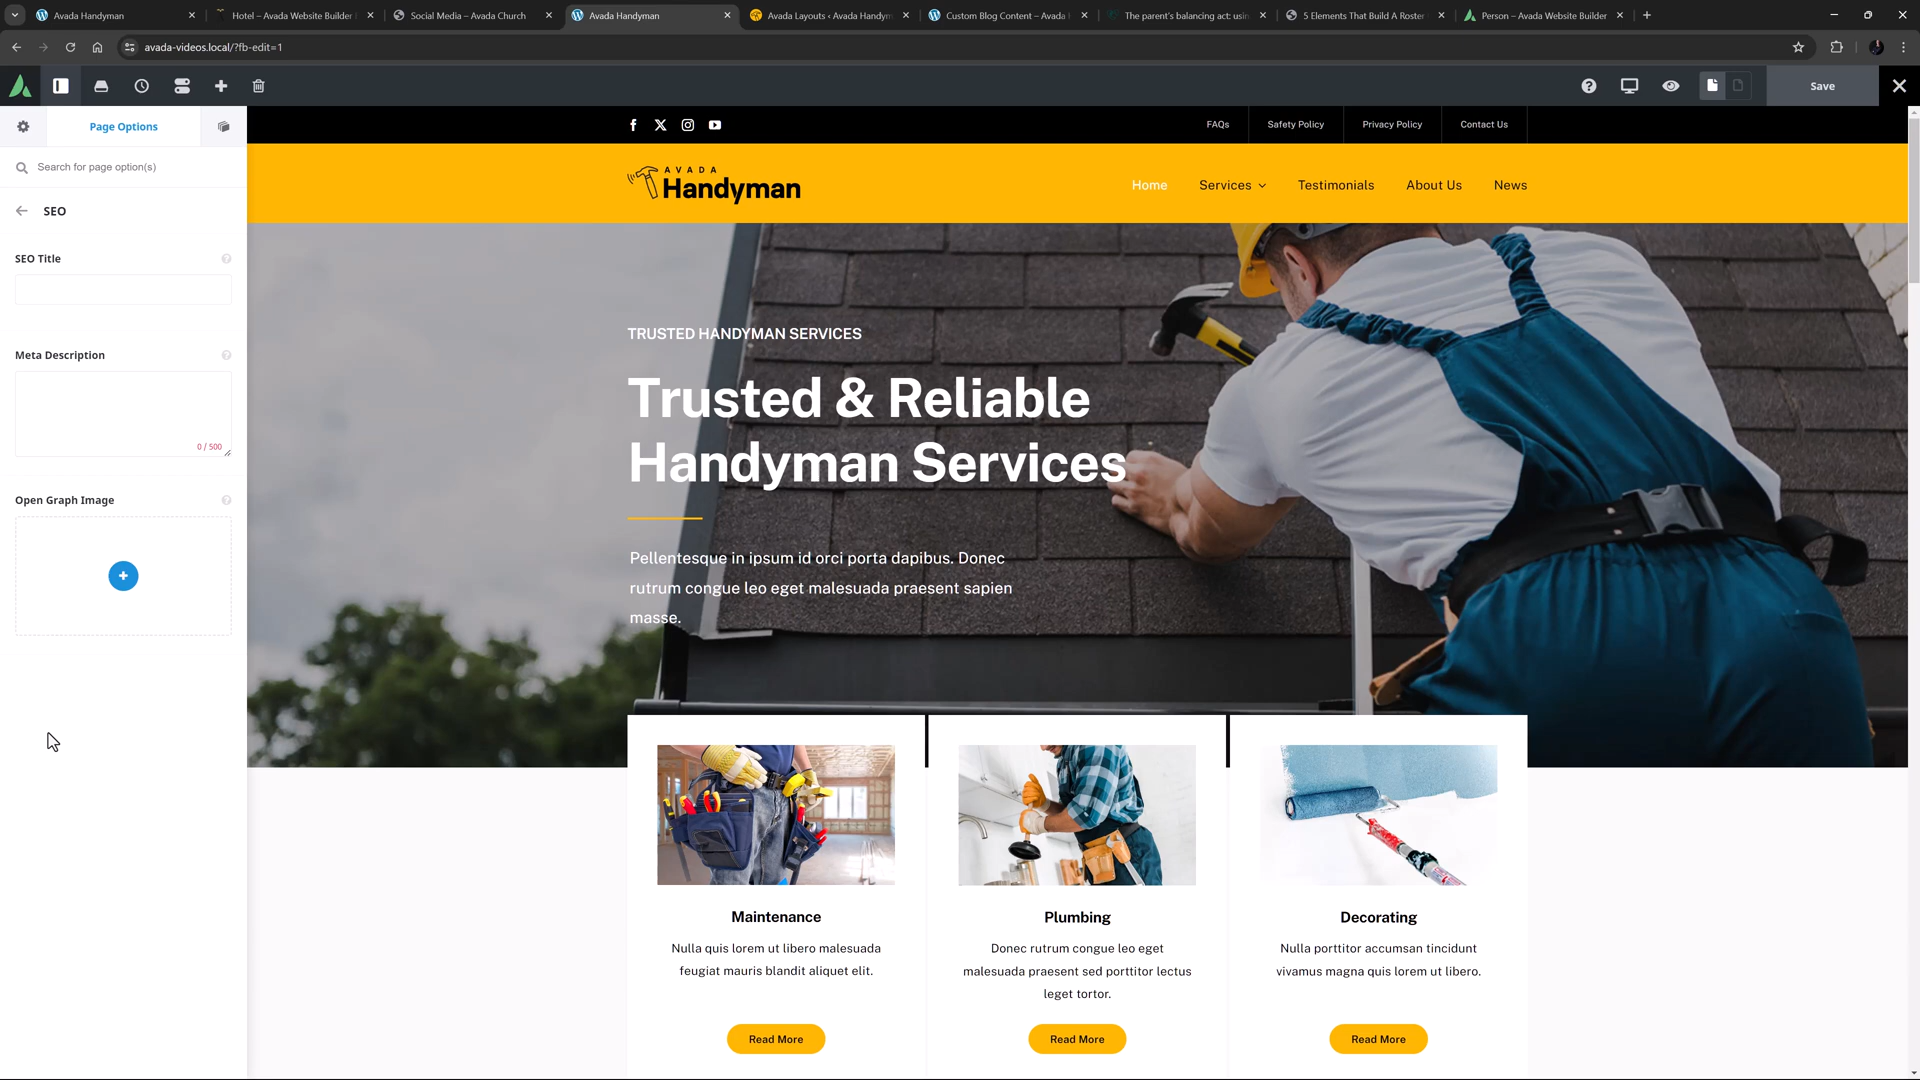 Avada Handyman
Hotel – Avada Website Builder
Social Media – Avada Church
Avada Handyman
Avada Layouts ‹ Avada Handym
Custom Blog Content – Avada
The parent's balancing act: usin
5 Elements That Build A Roster
Person – Avada Website Builder
avada-videos.local/?fb-edit=1
Save
Page Options
Search for page option(s)
SEO
SEO Title
Meta Description
0 / 500
Open Graph Image
FAQs
Safety Policy
Privacy Policy
Contact Us
AVADA
Handyman
Home
Services
Testimonials
About Us
News
TRUSTED HANDYMAN SERVICES
Trusted & Reliable
Handyman Services
Pellentesque in ipsum id orci porta dapibus. Donec
rutrum congue leo eget malesuada praesent sapien
masse.
Maintenance
Nulla quis lorem ut libero malesuada
feugiat mauris blandit aliquet elit.
Read More
Plumbing
Donec rutrum congue leo eget
malesuada praesent sed porttitor lectus
leget tortor.
Read More
Decorating
Nulla porttitor accumsan tincidunt
vivamus magna quis lorem ut libero.
Read More